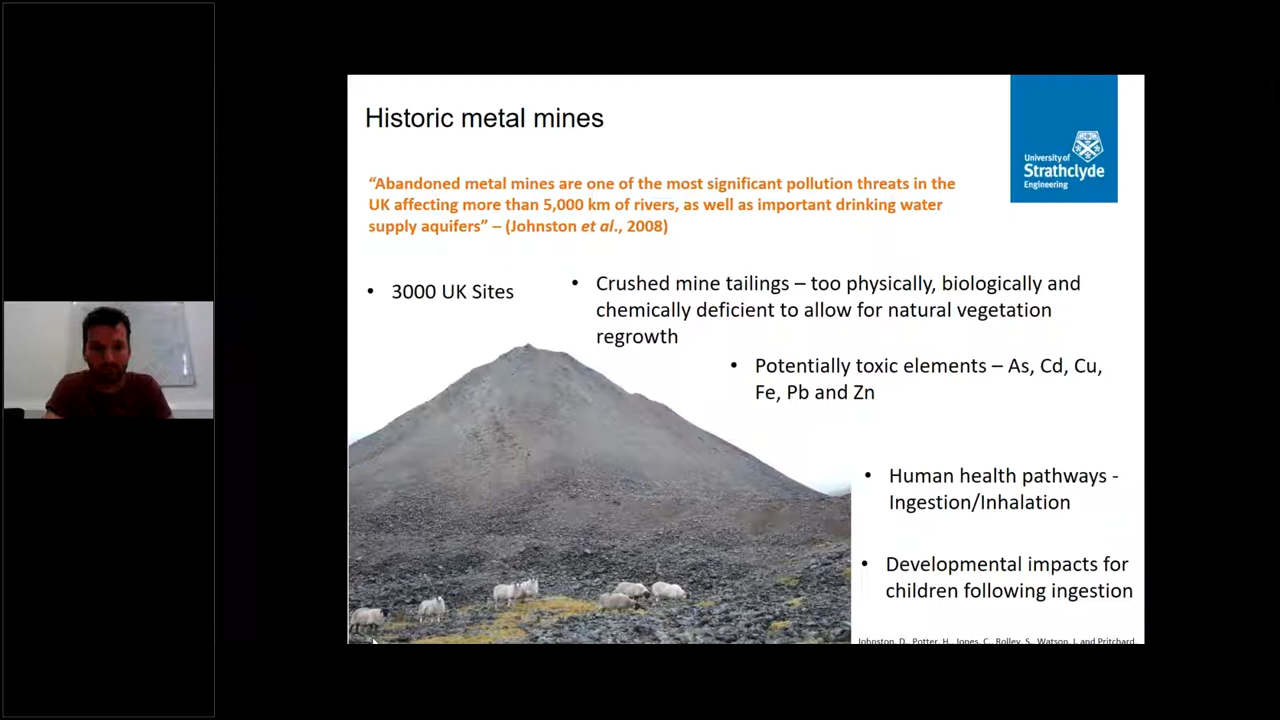 Historic metal mines
University of
Strathclyde
Engineering
“Abandoned metal mines are one of the most significant pollution threats in the
UK affecting more than 5,000 km of rivers, as well as important drinking water
supply aquifers” – (Johnston et al., 2008)
• 3000 UK Sites
• Crushed mine tailings – too physically, biologically and
chemically deficient to allow for natural vegetation
regrowth
• Potentially toxic elements – As, Cd, Cu,
Fe, Pb and Zn
• Human health pathways -
Ingestion/Inhalation
• Developmental impacts for
children following ingestion
Johnston, D., Potter, H., Jones, C., Rolley, S., Watson, I. and Pritchard,